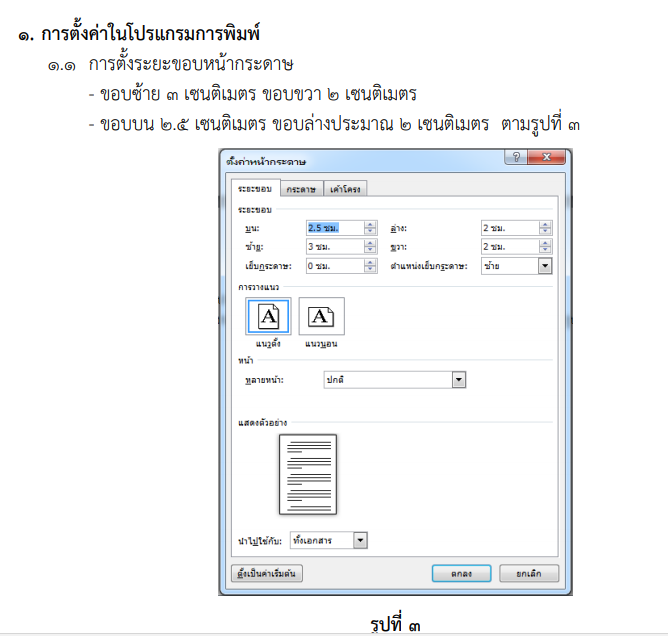 ๑. การตั้งค่าในโปรแกรมการพิมพ์
๑.๑ การตั้งระยะขอบหน้ากระดาษ
- ขอบซ้าย ๓ เซนติเมตร ขอบขวา ๒ เซนติเมตร
- ขอบบน ๒.๕ เซนติเมตร ขอบล่างประมาณ ๒ เซนติเมตร ตามรูปที่ ๓
ตั้งค่าหน้ากระดาษ
ระยะขอบ กระดาษ เค้าโครง
ระยะขอบ
บน: 2.5 ซม. ล่าง: 2 ซม.
ซ้าย: 3 ซม. ขวา: 2 ซม.
เย็บกระดาษ: 0 ซม. ตำแหน่งเย็บกระดาษ: ซ้าย
การวางแนว
A A
แนวตั้ง แนวนอน
หน้า
หลายหน้า: ปกติ
แสดงตัวอย่าง
นำไปใช้กับ: ทั้งเอกสาร
ตั้งเป็นค่าเริ่มต้น ตกลง ยกเลิก
รูปที่ ๓